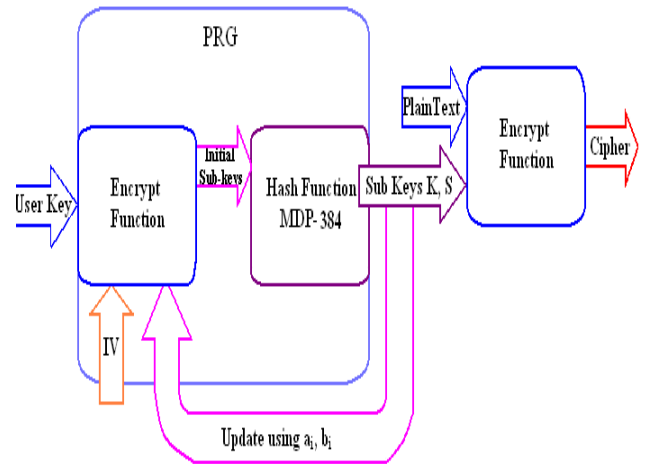 PRG
PlainText
Encrypt
Function
Cipher
User Key
Encrypt
Function
Initial
Sub-keys
Hash Function
MDP- 384
Sub Keys K, S
IV
Update using aᵢ, bᵢ